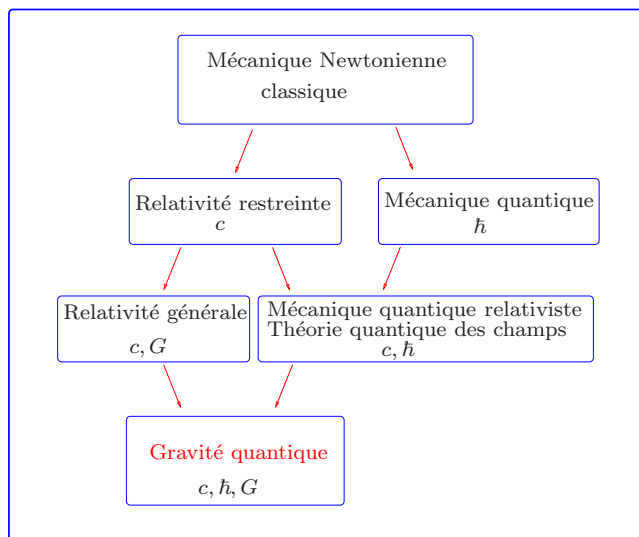 Mécanique Newtonienne
classique
Relativité restreinte
c
Mécanique quantique
ℏ
Relativité générale
c, G
Mécanique quantique relativiste
Théorie quantique des champs
c, ℏ
Gravité quantique
c, ℏ, G